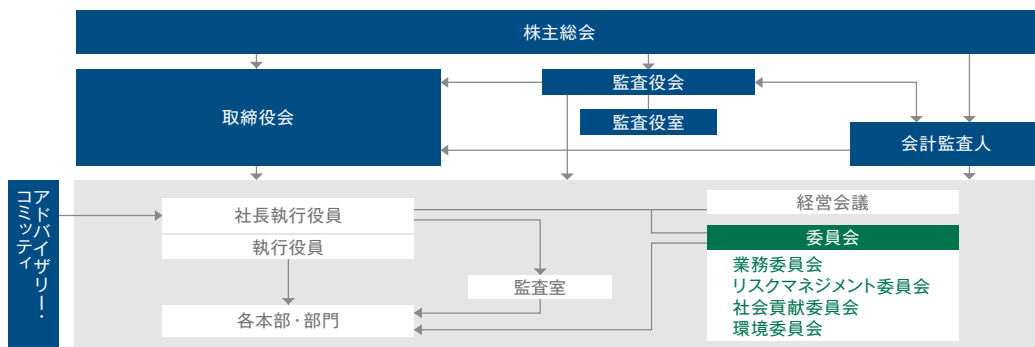 株主総会
取締役会
監査役会
監査役室
会計監査人
アドバイザリー・
コミッティ
社長執行役員
執行役員
各本部・部門
監査室
経営会議
委員会
業務委員会
リスクマネジメント委員会
社会貢献委員会
環境委員会